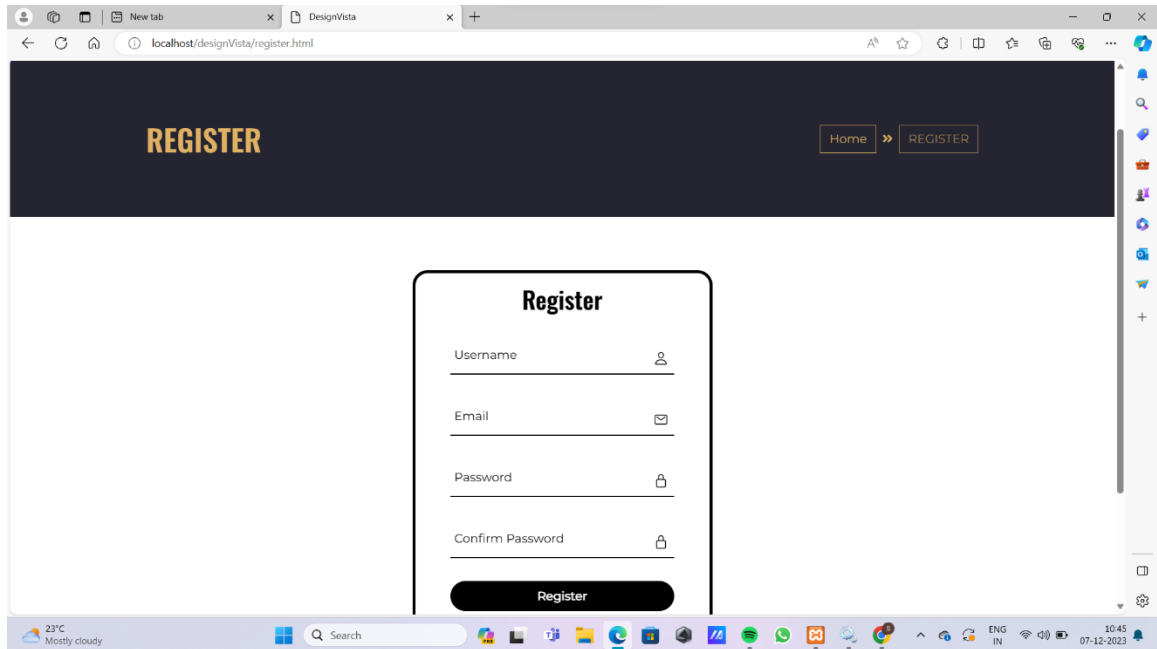 New tab
DesignVista
localhost/designVista/register.html
REGISTER
Home » REGISTER
Register
Username
Email
Password
Confirm Password
Register
23°C
Mostly cloudy
Search
ENG
IN
10:45
07-12-2023